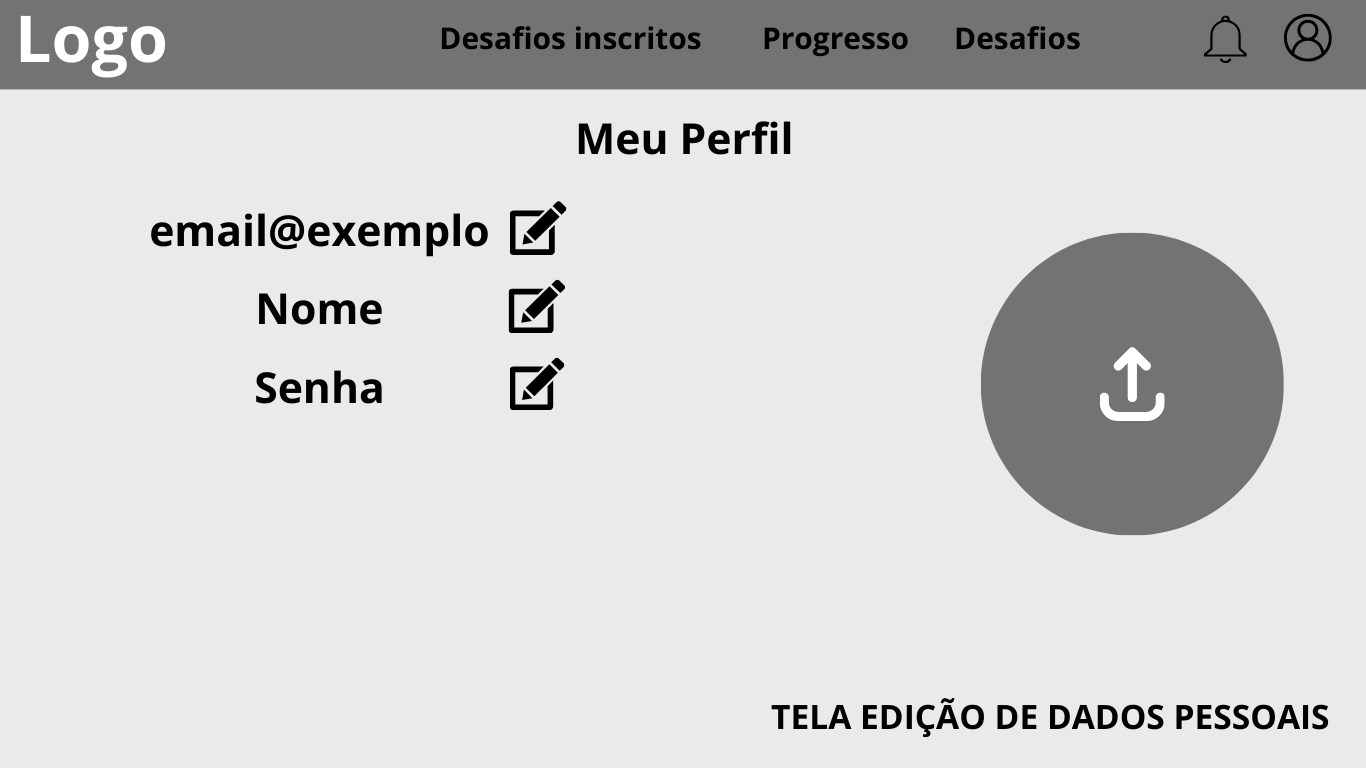 Logo
Desafios inscritos
Progresso
Desafios
Meu Perfil
email@exemplo
Nome
Senha
TELA EDIÇÃO DE DADOS PESSOAIS